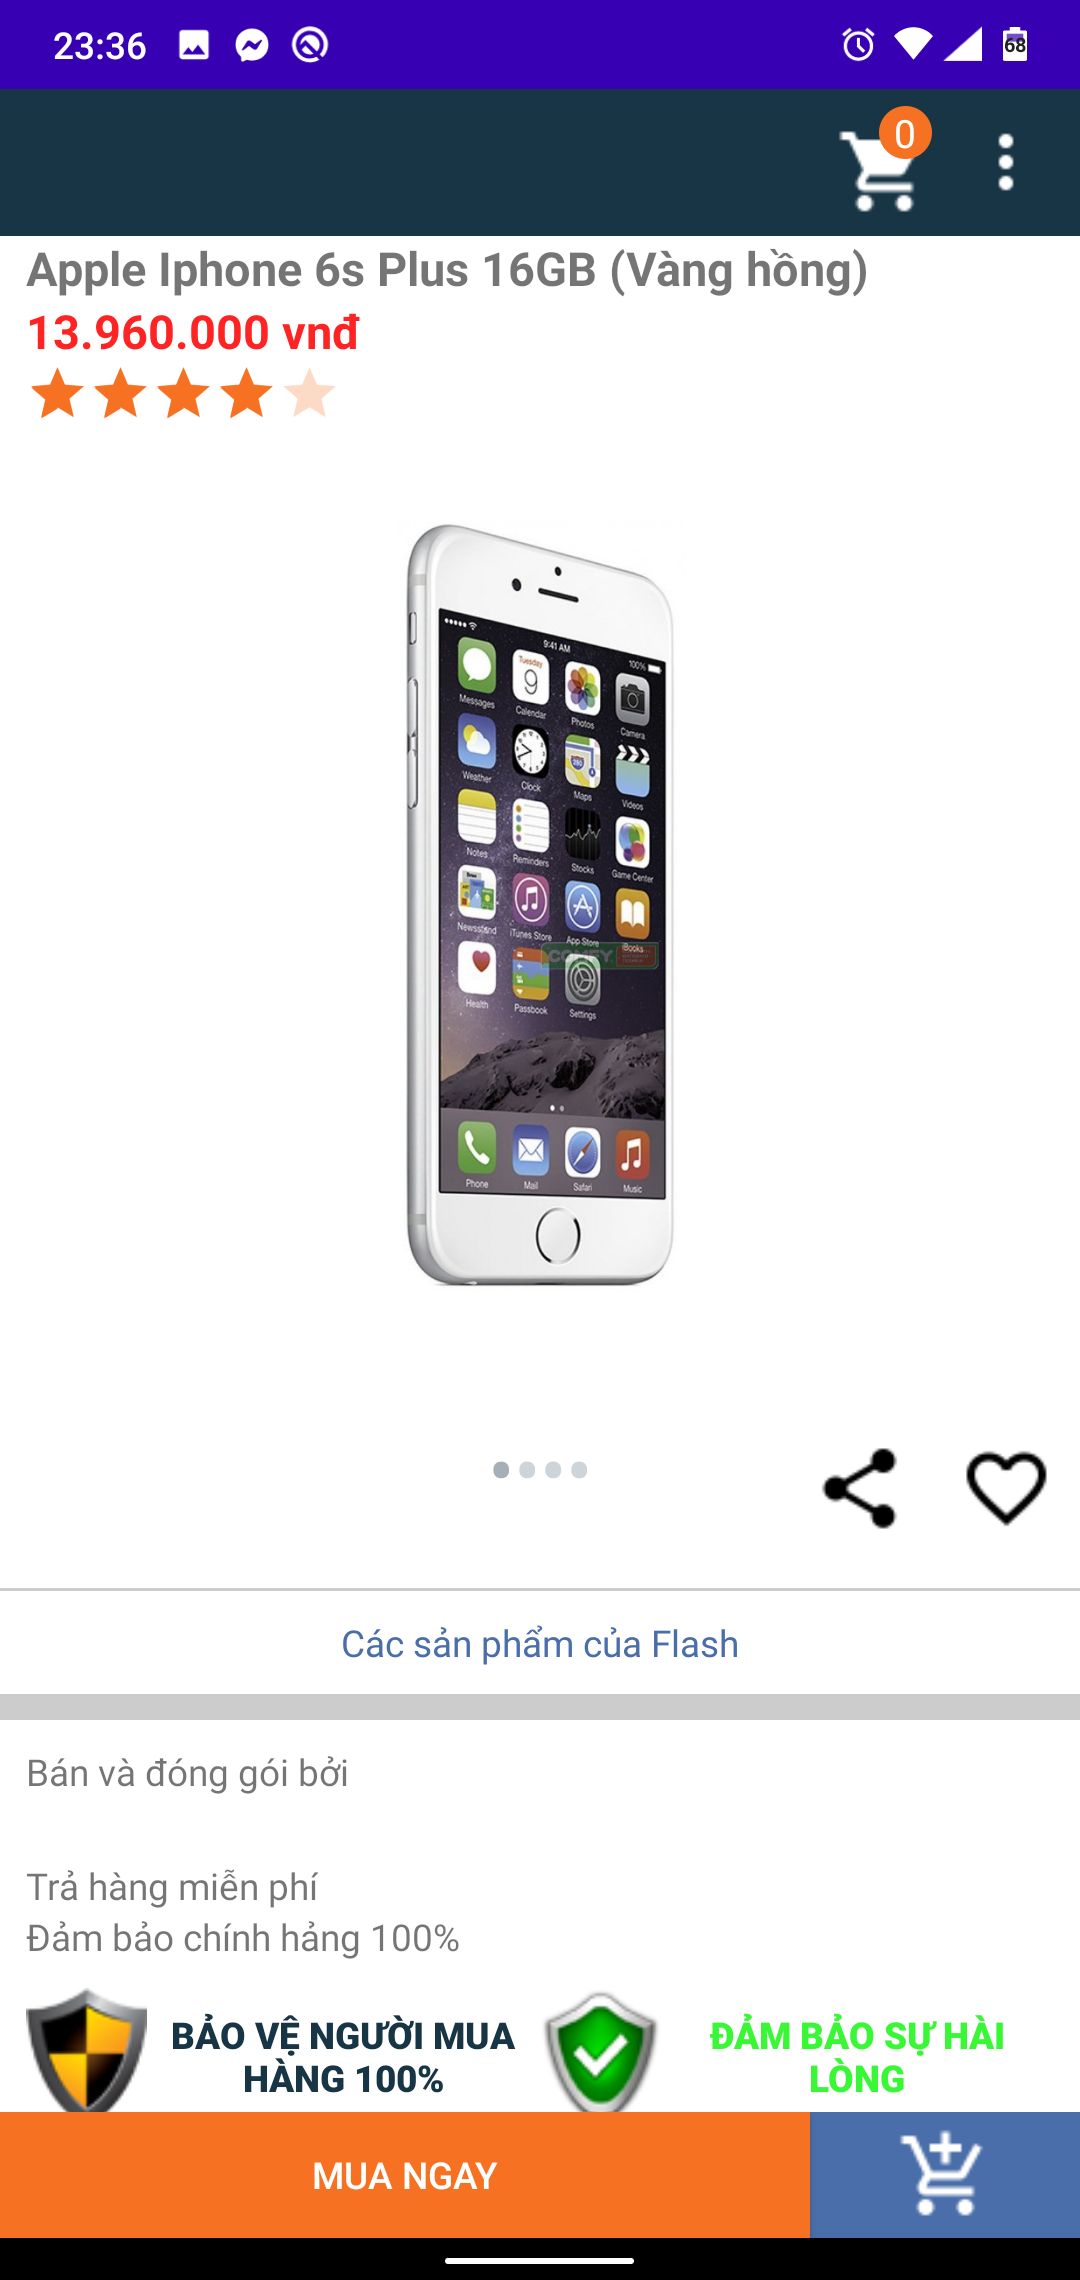 23:36
68
0
Apple Iphone 6s Plus 16GB (Vàng hồng)
13.960.000 vnđ
9:41 AM
100%
Tuesday
9
Messages
Calendar
Photos
Camera
280
Weather
Clock
Maps
Videos
Notes
Reminders
Stocks
Game Center
Newsstand
iTunes Store
App Store
iBooks
COMFY
Health
Passbook
Settings
Phone
Mail
Safari
Music
Các sản phẩm của Flash
Bán và đóng gói bởi
Trả hàng miễn phí
Đảm bảo chính hảng 100%
BẢO VỆ NGƯỜI MUA
HÀNG 100%
ĐẢM BẢO SỰ HÀI
LÒNG
MUA NGAY